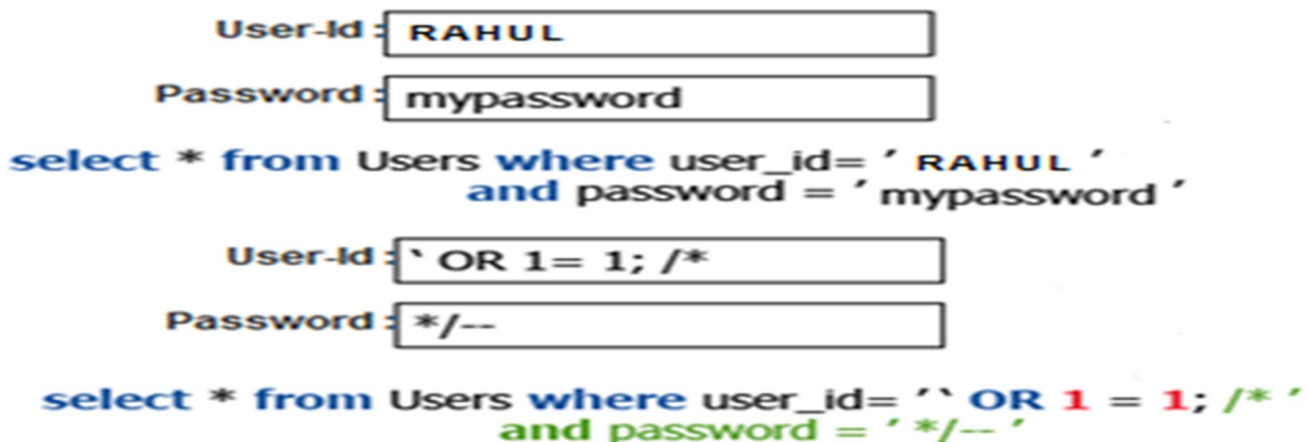 User-Id : RAHUL
Password : mypassword
select * from Users where user_id= ′ RAHUL ′
and password = ′ mypassword ′
User-Id : ` OR 1= 1; /*
Password : */--
select * from Users where user_id= ′` OR 1 = 1; /* ′
and password = ′ */-- ′